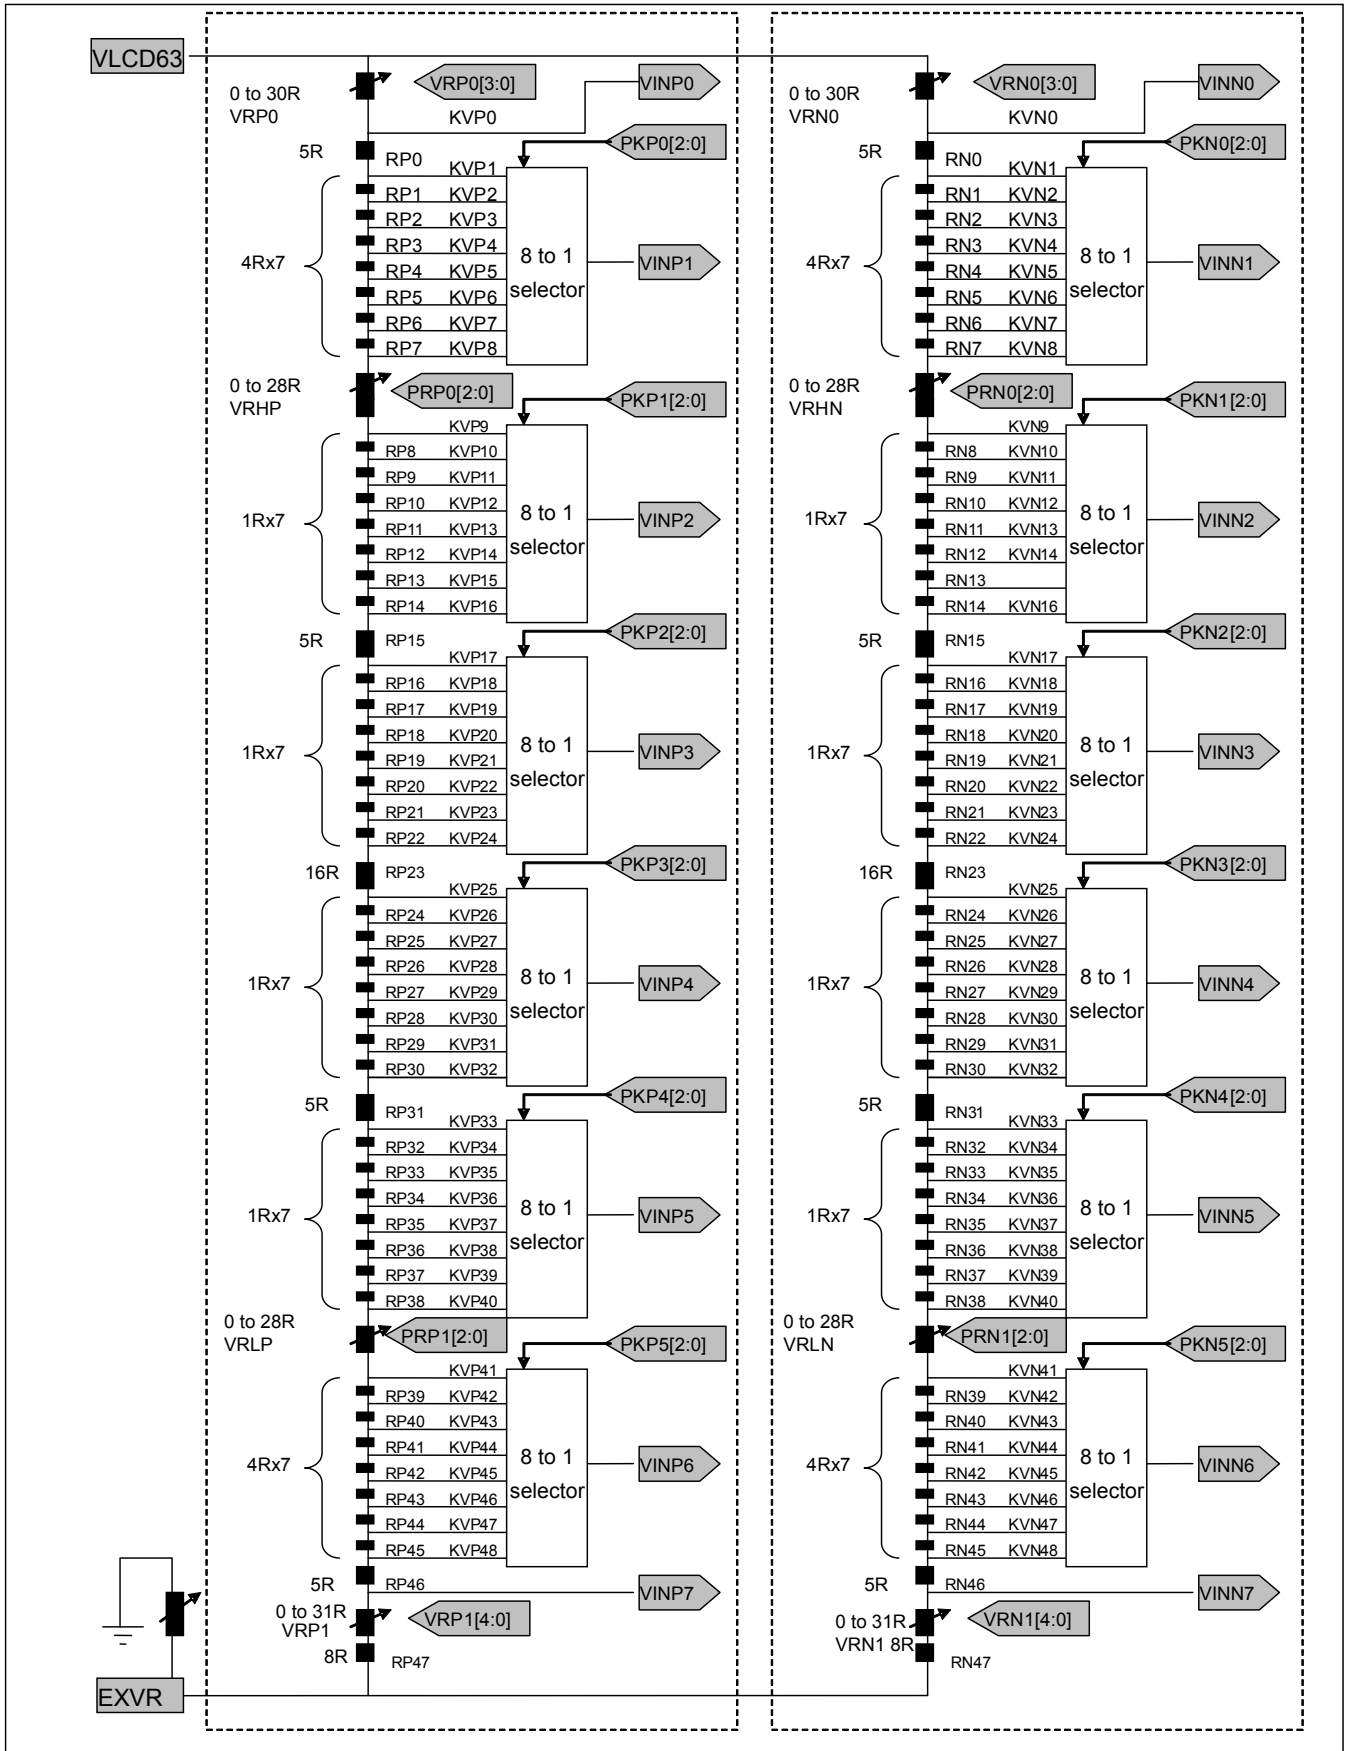 VLCD63
0 to 30R
VRP0
VRP0[3:0]
VINP0
KVP0
PKP0[2:0]
5R
RP0
KVP1
RP1 KVP2
RP2 KVP3
RP3 KVP4
RP4 KVP5
RP5 KVP6
RP6 KVP7
RP7 KVP8
4Rx7
8 to 1
selector
VINP1
0 to 28R
VRHP
PRP0[2:0]
PKP1[2:0]
KVP9
RP8 KVP10
RP9 KVP11
RP10 KVP12
RP11 KVP13
RP12 KVP14
RP13 KVP15
RP14 KVP16
1Rx7
8 to 1
selector
VINP2
5R
RP15
PKP2[2:0]
KVP17
RP16 KVP18
RP17 KVP19
RP18 KVP20
RP19 KVP21
RP20 KVP22
RP21 KVP23
RP22 KVP24
1Rx7
8 to 1
selector
VINP3
16R
RP23
PKP3[2:0]
KVP25
RP24 KVP26
RP25 KVP27
RP26 KVP28
RP27 KVP29
RP28 KVP30
RP29 KVP31
RP30 KVP32
1Rx7
8 to 1
selector
VINP4
5R
RP31
PKP4[2:0]
KVP33
RP32 KVP34
RP33 KVP35
RP34 KVP36
RP35 KVP37
RP36 KVP38
RP37 KVP39
RP38 KVP40
1Rx7
8 to 1
selector
VINP5
0 to 28R
VRLP
PRP1[2:0]
PKP5[2:0]
KVP41
RP39 KVP42
RP40 KVP43
RP41 KVP44
RP42 KVP45
RP43 KVP46
RP44 KVP47
RP45 KVP48
4Rx7
8 to 1
selector
VINP6
5R
RP46
VINP7
0 to 31R
VRP1
VRP1[4:0]
8R
RP47
EXVR
0 to 30R
VRN0
VRN0[3:0]
VINN0
KVN0
PKN0[2:0]
5R
RN0
KVN1
RN1 KVN2
RN2 KVN3
RN3 KVN4
RN4 KVN5
RN5 KVN6
RN6 KVN7
RN7 KVN8
4Rx7
8 to 1
selector
VINN1
0 to 28R
VRHN
PRN0[2:0]
PKN1[2:0]
KVN9
RN8 KVN10
RN9 KVN11
RN10 KVN12
RN11 KVN13
RN12 KVN14
RN13
RN14 KVN16
1Rx7
8 to 1
selector
VINN2
5R
RN15
PKN2[2:0]
KVN17
RN16 KVN18
RN17 KVN19
RN18 KVN20
RN19 KVN21
RN20 KVN22
RN21 KVN23
RN22 KVN24
1Rx7
8 to 1
selector
VINN3
16R
RN23
PKN3[2:0]
KVN25
RN24 KVN26
RN25 KVN27
RN26 KVN28
RN27 KVN29
RN28 KVN30
RN29 KVN31
RN30 KVN32
1Rx7
8 to 1
selector
VINN4
5R
RN31
PKN4[2:0]
KVN33
RN32 KVN34
RN33 KVN35
RN34 KVN36
RN35 KVN37
RN36 KVN38
RN37 KVN39
RN38 KVN40
1Rx7
8 to 1
selector
VINN5
0 to 28R
VRLN
PRN1[2:0]
PKN5[2:0]
KVN41
RN39 KVN42
RN40 KVN43
RN41 KVN44
RN42 KVN45
RN43 KVN46
RN44 KVN47
RN45 KVN48
4Rx7
8 to 1
selector
VINN6
5R
RN46
VINN7
0 to 31R
VRN1 8R
VRN1[4:0]
RN47